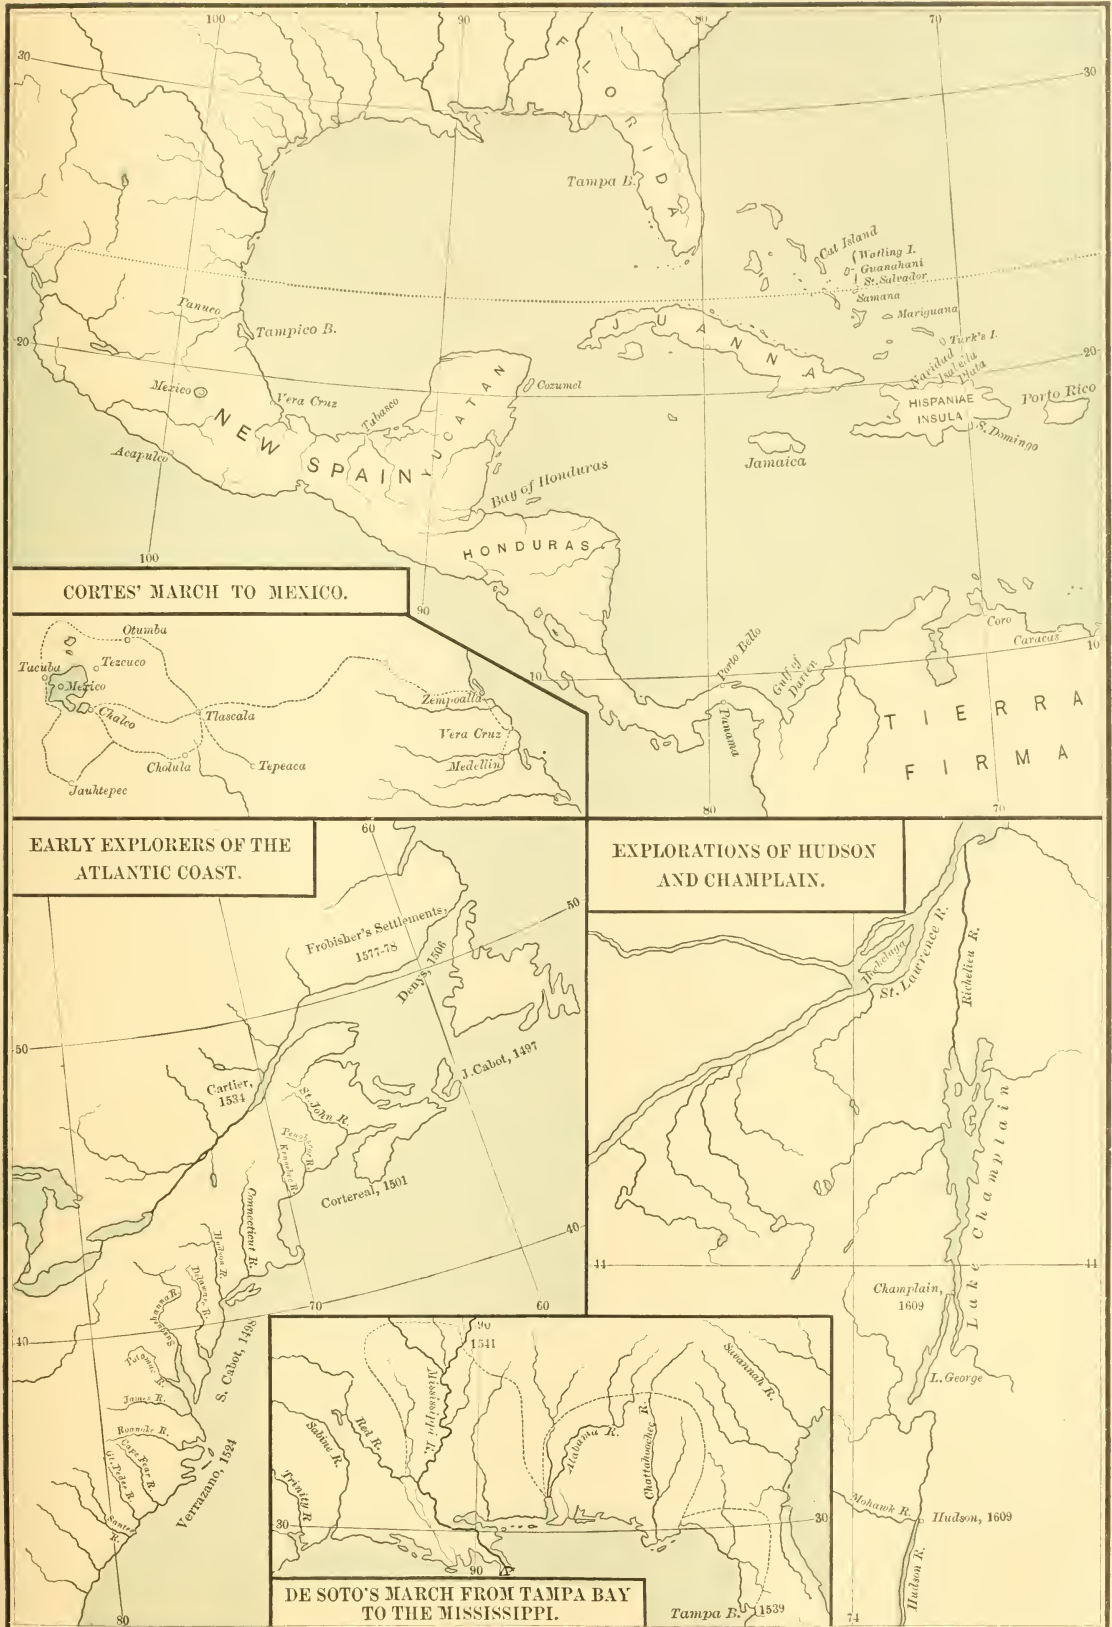 100
90
80
70
30
30
FLORIDA
Tampa B.
Cat Island
Watling I.
Guanahani
St. Salvador
Samana
Mariguana
Turk's I.
Panuco
Tampico B.
JUANNA
20
20
Navidad
Isabella
Plata
Mexico
Vera Cruz
Tabasco
YUCATAN
Cozumel
HISPANIAE
INSULA
Porto Rico
S. Domingo
NEW SPAIN
Acapulco
Jamaica
Bay of Honduras
HONDURAS
100
90
CORTES' MARCH TO MEXICO.
Coro
Caracas
10
10
Porto Bello
Gulf of
Darien
Panama
TIERRA
FIRMA
80
70
Otumba
Tacuba
Tezcuco
Mexico
Chalco
Tlascala
Zempoalla
Vera Cruz
Cholula
Tepeaca
Medellin
Jauhtepec
EARLY EXPLORERS OF THE
ATLANTIC COAST.
60
50
Frobisher's Settlements,
1577-78
Denys, 1506
50
J. Cabot, 1497
Cartier,
1534
St. John R.
Kennebec R.
Cortereal, 1501
Connecticut R.
Hudson R.
Delaware R.
40
70
60
40
S. Cabot, 1498
Potomac R.
James R.
Roanoke R.
Cape Fear R.
Gt. Pedee R.
Verrazano, 1524
Santee
R.
80
EXPLORATIONS OF HUDSON
AND CHAMPLAIN.
Hochelaga
St. Lawrence R.
Richelieu R.
Lake Champlain
44
Champlain,
1609
L. George
Mohawk R.
Hudson, 1609
Hudson R.
74
90
1541
Mississippi R.
Savannah R.
Red R.
Sabine R.
Alabama R.
Chattahoochee R.
Trinity R.
30
30
90
DE SOTO'S MARCH FROM TAMPA BAY
TO THE MISSISSIPPI.
Tampa B.
1539